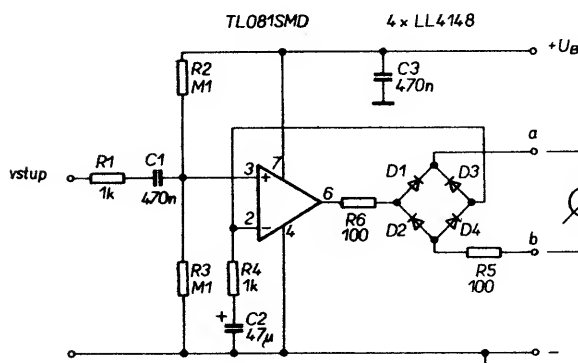 TL081SMD
4 x LL4148
R2
M1
C3
470n
+UB
R1
1k
C1
470n
vstup
3
+
7
2
−
4
6
R6
100
D1
D3
D2
D4
a
b
R5
100
R3
M1
R4
1k
+
C2
47µ
−